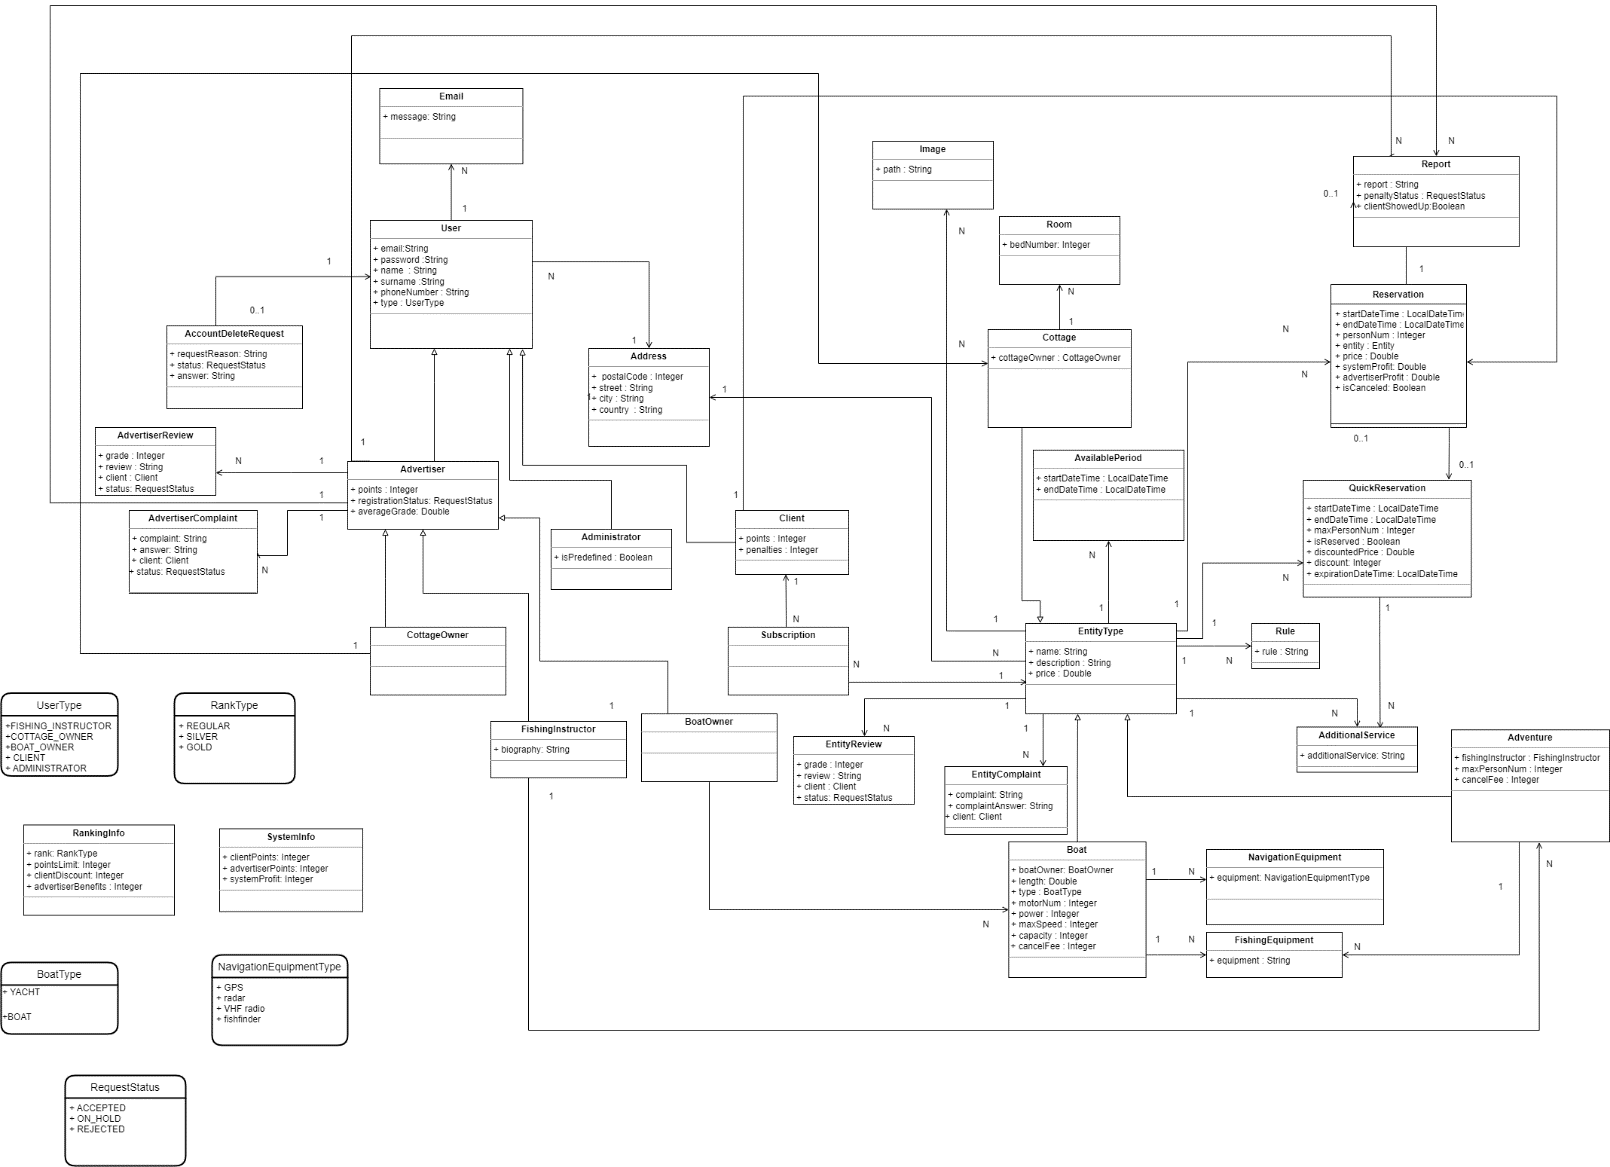 Email
+ message: String
N
1
Image
+ path : String
N
Room
+ bedNumber: Integer
N
1
N
N
Report
+ report : String
+ penaltyStatus : RequestStatus
+ clientShowedUp:Boolean
0..1
1
User
+ email:String
+ password :String
+ name  : String
+ surname :String
+ phoneNumber : String
+ type : UserType
1
N
0..1
AccountDeleteRequest
+ requestReason: String
+ status: RequestStatus
+ answer: String
1
Address
+  postalCode : Integer
+ street : String
+ city : String
+ country  : String
1
1
Cottage
+ cottageOwner : CottageOwner
N
Reservation
+ startDateTime : LocalDateTime
+ endDateTime : LocalDateTime
+ personNum : Integer
+ entity : Entity
+ price : Double
+ systemProfit: Double
+ advertiserProfit : Double
+ isCanceled: Boolean
N
N
0..1
0..1
AdvertiserReview
+ grade : Integer
+ review : String
+ client : Client
+ status: RequestStatus
N
1
1
1
1
Advertiser
+ points : Integer
+ registrationStatus: RequestStatus
+ averageGrade: Double
AdvertiserComplaint
+ complaint: String
+ answer: String
+ client: Client
+ status: RequestStatus
N
Administrator
+ isPredefined : Boolean
1
Client
+ points : Integer
+ penalties : Integer
1
N
AvailablePeriod
+ startDateTime : LocalDateTime
+ endDateTime : LocalDateTime
N
1
QuickReservation
+ startDateTime : LocalDateTime
+ endDateTime : LocalDateTime
+ maxPersonNum : Integer
+ isReserved : Boolean
+ discountedPrice : Double
+ discount: Integer
+ expirationDateTime: LocalDateTime
N
1
CottageOwner
1
Subscription
N
1
N
1
EntityType
+ name: String
+ description : String
+ price : Double
1
1
1
N
Rule
+ rule : String
1
1
1
N
N
UserType
+FISHING_INSTRUCTOR
+COTTAGE_OWNER
+BOAT_OWNER
+ CLIENT
+ ADMINISTRATOR
RankType
+ REGULAR
+ SILVER
+ GOLD
FishingInstructor
+ biography: String
1
1
BoatOwner
EntityReview
+ grade : Integer
+ review : String
+ client : Client
+ status: RequestStatus
N
N
EntityComplaint
+ complaint: String
+ complaintAnswer: String
+ client: Client
AdditionalService
+ additionalService: String
Adventure
+ fishingInstructor : FishingInstructor
+ maxPersonNum : Integer
+ cancelFee : Integer
N
1
RankingInfo
+ rank: RankType
+ pointsLimit: Integer
+ clientDiscount: Integer
+ advertiserBenefits : Integer
SystemInfo
+ clientPoints: Integer
+ advertiserPoints: Integer
+ systemProfit: Integer
Boat
+ boatOwner: BoatOwner
+ length: Double
+ type : BoatType
+ motorNum : Integer
+ power : Integer
+ maxSpeed : Integer
+ capacity : Integer
+ cancelFee : Integer
N
1
N
NavigationEquipment
+ equipment: NavigationEquipmentType
1
N
FishingEquipment
+ equipment : String
N
BoatType
+ YACHT
+BOAT
NavigationEquipmentType
+ GPS
+ radar
+ VHF radio
+ fishfinder
RequestStatus
+ ACCEPTED
+ ON_HOLD
+ REJECTED